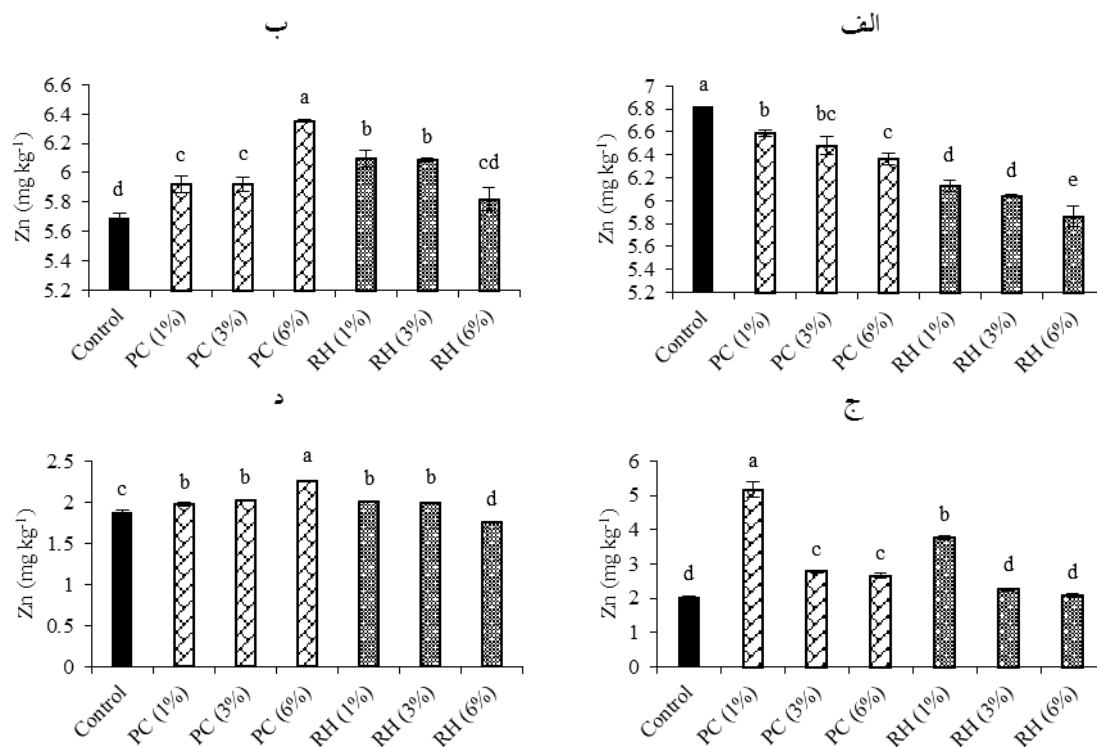 الف
Zn (mg kg-1)
7
6.8
6.6
6.4
6.2
6
5.8
5.6
5.4
5.2
a
b
bc
c
d
d
e
Control
PC (1%)
PC (3%)
PC (6%)
RH (1%)
RH (3%)
RH (6%)
ب
Zn (mg kg-1)
6.6
6.4
6.2
6
5.8
5.6
5.4
5.2
d
c
c
a
b
b
cd
Control
PC (1%)
PC (3%)
PC (6%)
RH (1%)
RH (3%)
RH (6%)
ج
Zn (mg kg-1)
6
5
4
3
2
1
0
d
a
c
c
b
d
d
Control
PC (1%)
PC (3%)
PC (6%)
RH (1%)
RH (3%)
RH (6%)
د
Zn (mg kg-1)
2.5
2
1.5
1
0.5
0
c
b
b
a
b
b
d
Control
PC (1%)
PC (3%)
PC (6%)
RH (1%)
RH (3%)
RH (6%)